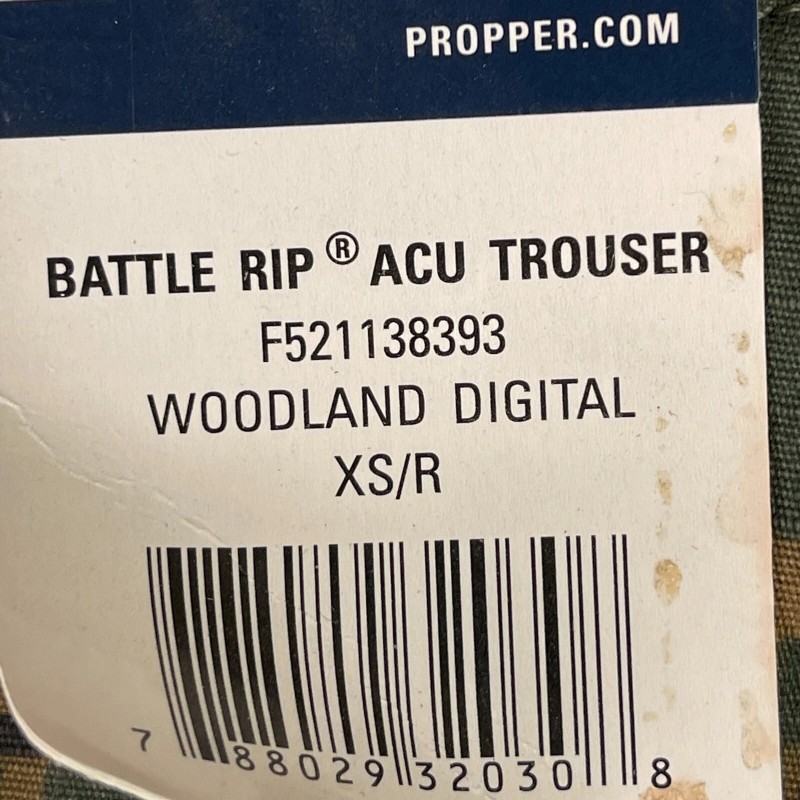 PROPPER.COM
BATTLE RIP® ACU TROUSER
F521138393
WOODLAND DIGITAL
XS/R
7 88029 32030 8